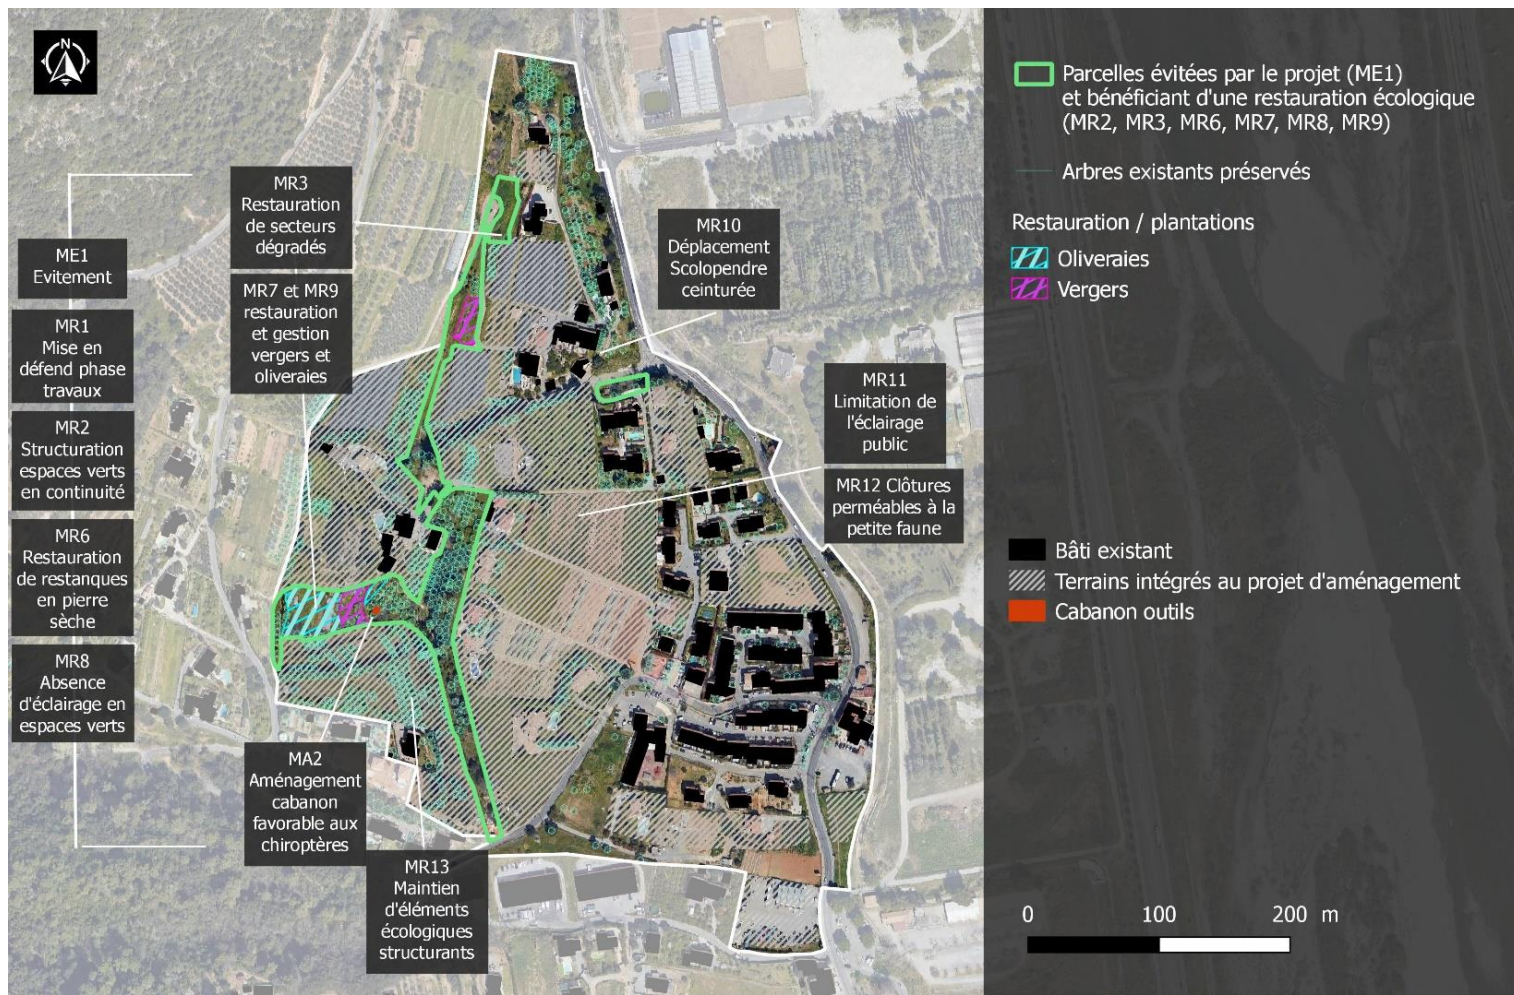 N
ME1
Evitement
MR1
Mise en
défend phase
travaux
MR2
Structuration
espaces verts
en continuité
MR6
Restauration
de restanques
en pierre
sèche
MR8
Absence
d'éclairage en
espaces verts
MR3
Restauration
de secteurs
dégradés
MR7 et MR9
restauration
et gestion
vergers et
oliveraies
MA2
Aménagement
cabanon
favorable aux
chiroptères
MR13
Maintien
d'éléments
écologiques
structurants
MR10
Déplacement
Scolopendre
ceinturée
MR11
Limitation de
l'éclairage
public
MR12 Clôtures
perméables à la
petite faune
Parcelles évitées par le projet (ME1)
et bénéficiant d'une restauration écologique
(MR2, MR3, MR6, MR7, MR8, MR9)
Arbres existants préservés
Restauration / plantations
Oliveraies
Vergers
Bâti existant
Terrains intégrés au projet d'aménagement
Cabanon outils
0 100 200 m